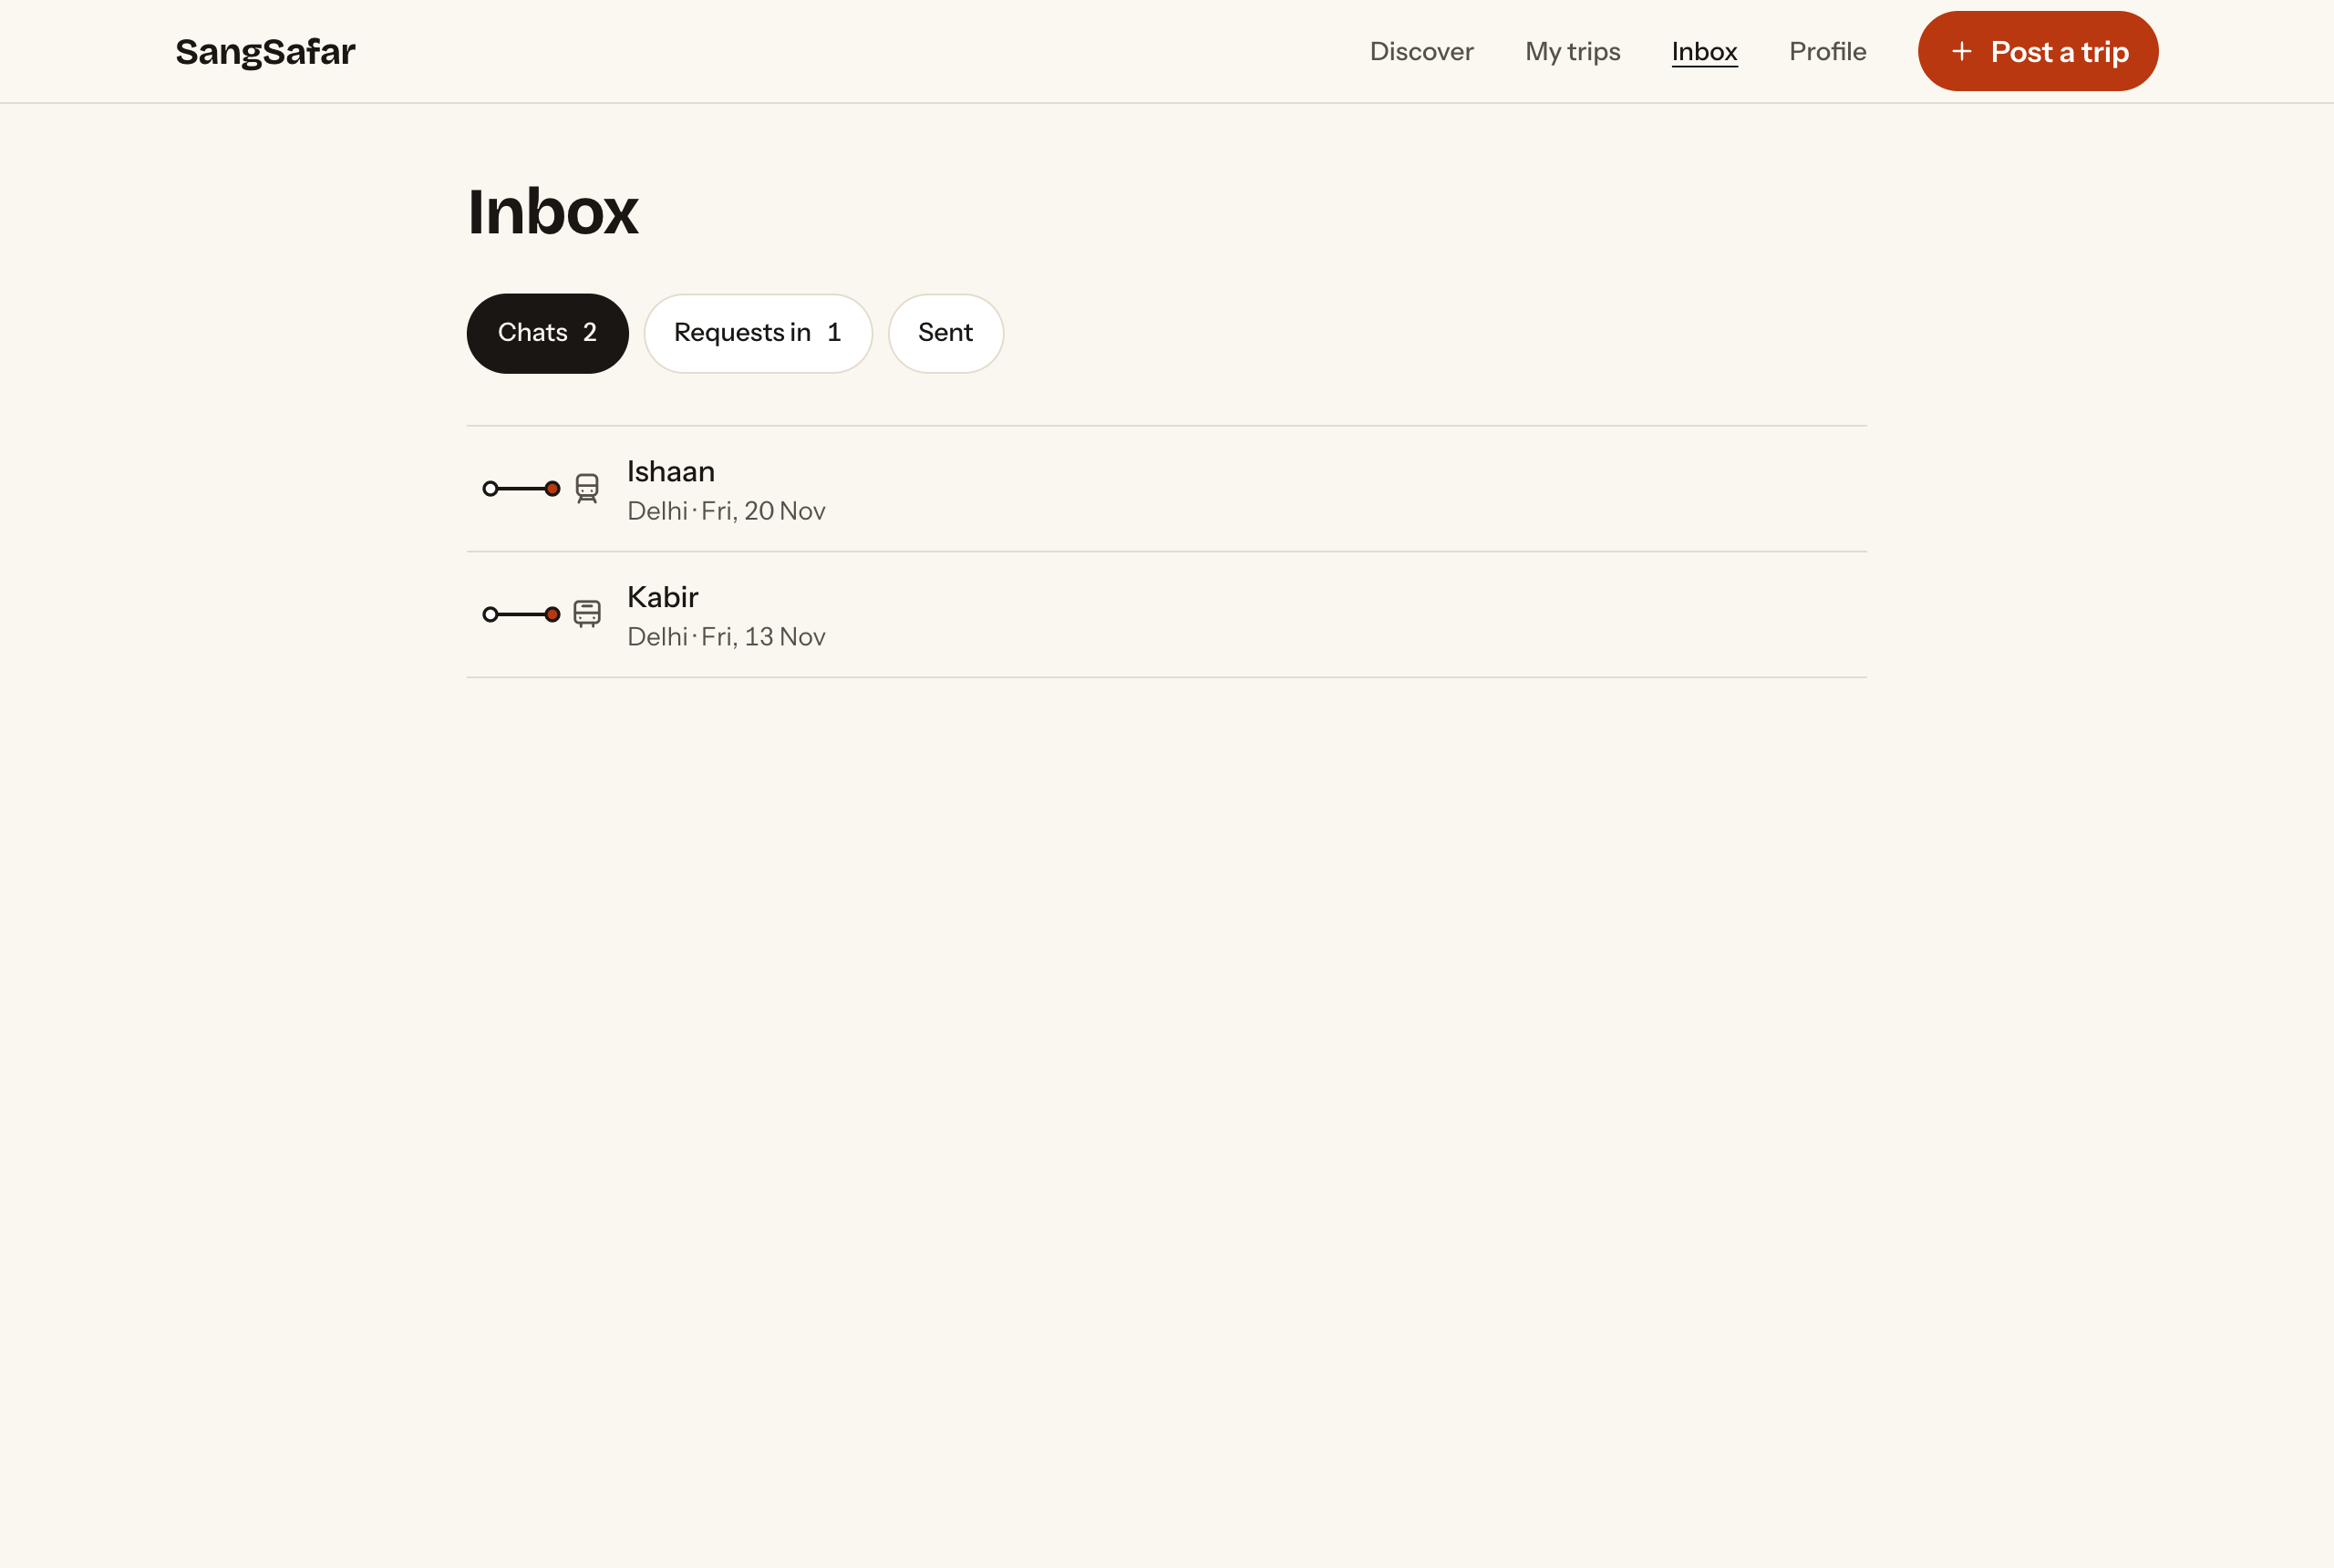 SangSafar
Discover My trips Inbox Profile + Post a trip
Inbox
Chats 2 Requests in 1 Sent
Ishaan
Delhi · Fri, 20 Nov
Kabir
Delhi · Fri, 13 Nov